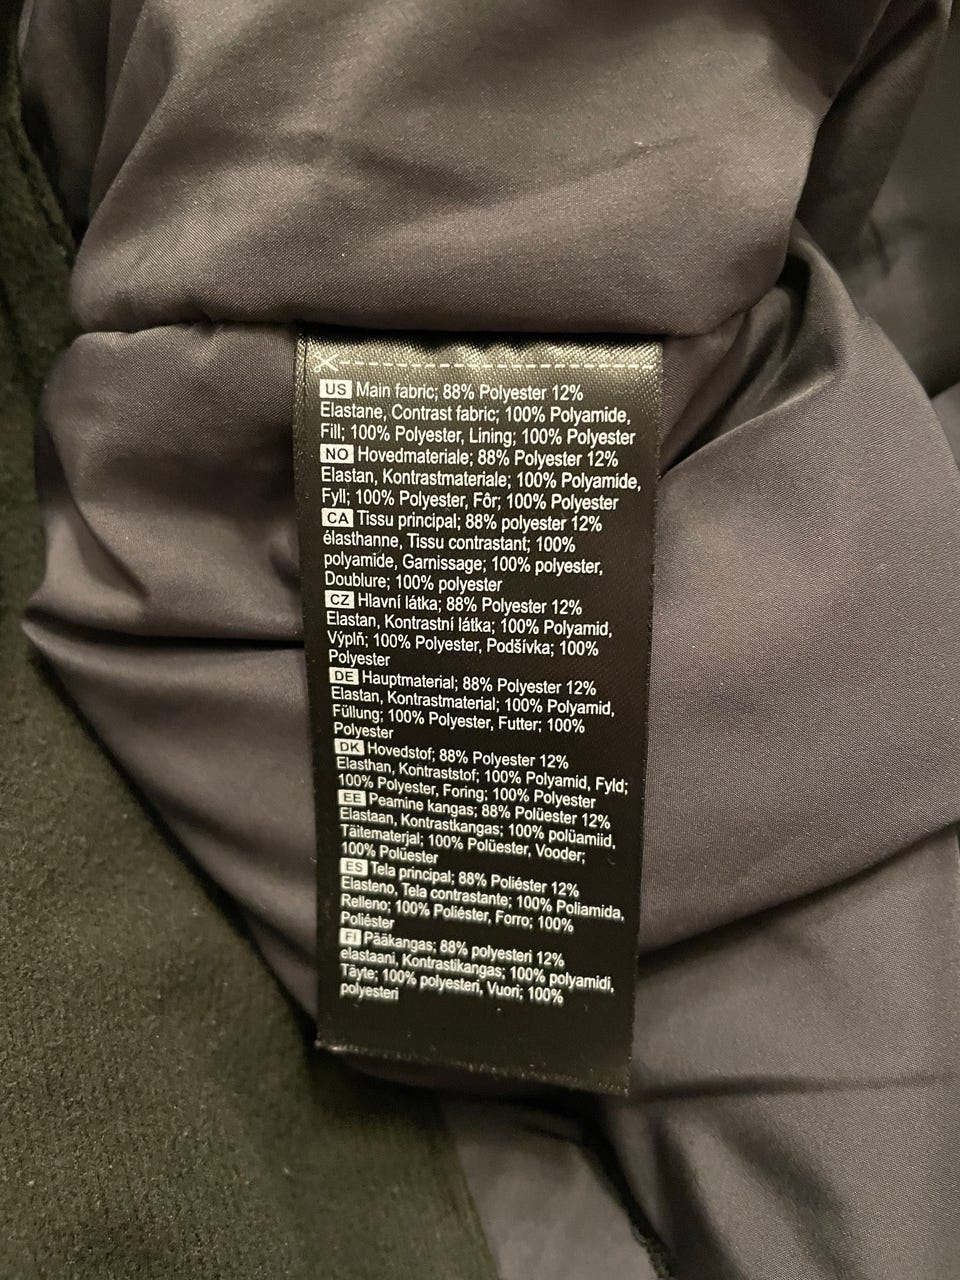 US Main fabric; 88% Polyester 12%
Elastane, Contrast fabric; 100% Polyamide,
Fill; 100% Polyester, Lining; 100% Polyester
NO Hovedmateriale; 88% Polyester 12%
Elastan, Kontrastmateriale; 100% Polyamide,
Fyll; 100% Polyester, Fôr; 100% Polyester
CA Tissu principal; 88% polyester 12%
élasthanne, Tissu contrastant; 100%
polyamide, Garnissage; 100% polyester,
Doublure; 100% polyester
CZ Hlavní látka; 88% Polyester 12%
Elastan, Kontrastní látka; 100% Polyamid,
Výplň; 100% Polyester, Podšívka; 100%
Polyester
DE Hauptmaterial; 88% Polyester 12%
Elastan, Kontrastmaterial; 100% Polyamid,
Füllung; 100% Polyester, Futter; 100%
Polyester
DK Hovedstof; 88% Polyester 12%
Elasthan, Kontraststof; 100% Polyamid, Fyld;
100% Polyester, Foring; 100% Polyester
EE Peamine kangas; 88% Polüester 12%
Elastaan, Kontrastkangas; 100% polüamiid,
Täitematerjal; 100% Polüester, Vooder;
100% Polüester
ES Tela principal; 88% Poliéster 12%
Elasteno, Tela contrastante; 100% Poliamida,
Relleno; 100% Poliéster, Forro; 100%
Poliéster
FI Pääkangas; 88% polyesteri 12%
elastaani, Kontrastikangas; 100% polyamidi,
Täyte; 100% polyesteri, Vuori; 100%
polyesteri